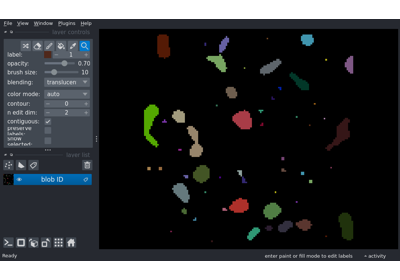 File View Window Plugins Help
layer controls
label: 1
opacity: 0.70
brush size: 10
blending: translucen
color mode: auto
contour: 0
n edit dim: 2
contiguous:
preserve labels:
show selected:
layer list
blob ID
Ready
enter paint or fill mode to edit labels
activity